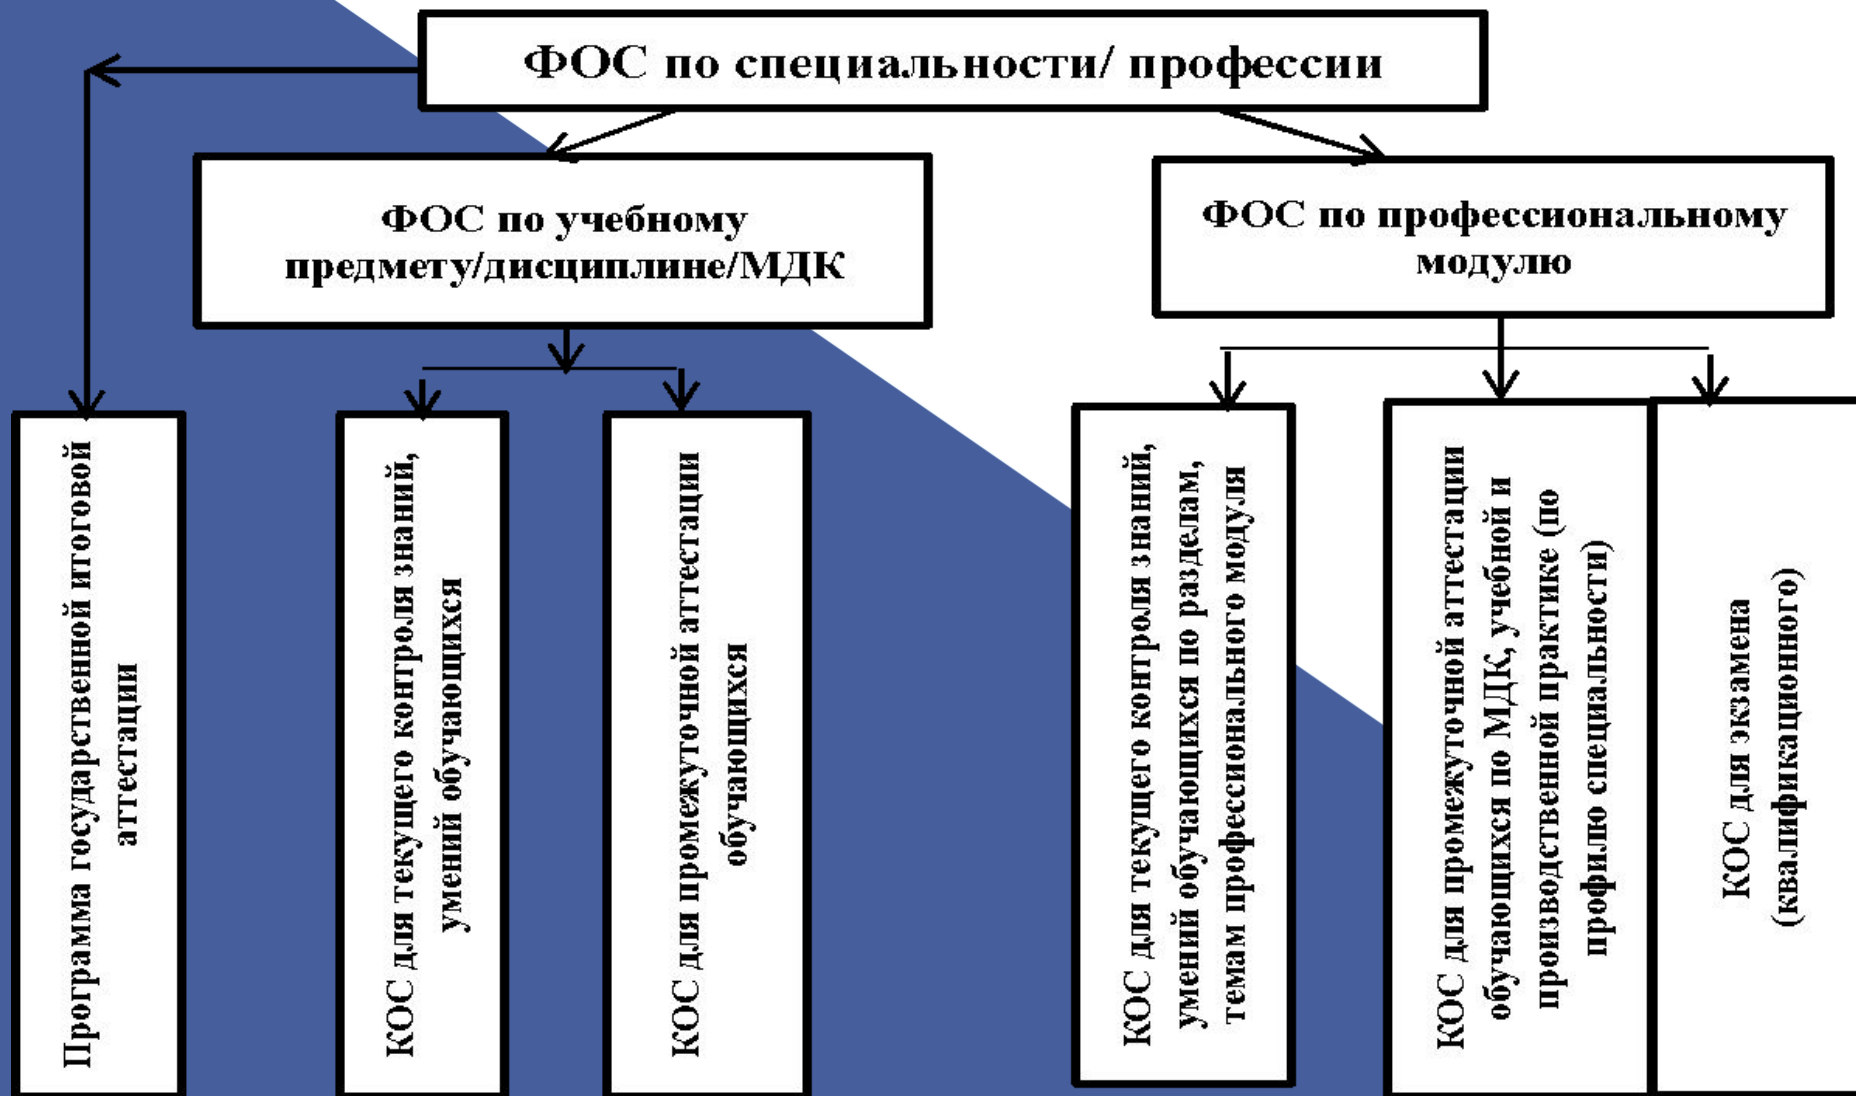 ФОС по специальности/ профессии
ФОС по учебному
предмету/дисциплине/МДК
ФОС по профессиональному
модулю
Программа государственной итоговой
аттестации
КОС для текущего контроля знаний,
умений обучающихся
КОС для промежуточной аттестации
обучающихся
КОС для текущего контроля знаний,
умений обучающихся по разделам,
темам профессионального модуля
КОС для промежуточной аттестации
обучающихся по МДК, учебной и
производственной практике (по
профилю специальности)
КОС для экзамена
(квалификационного)